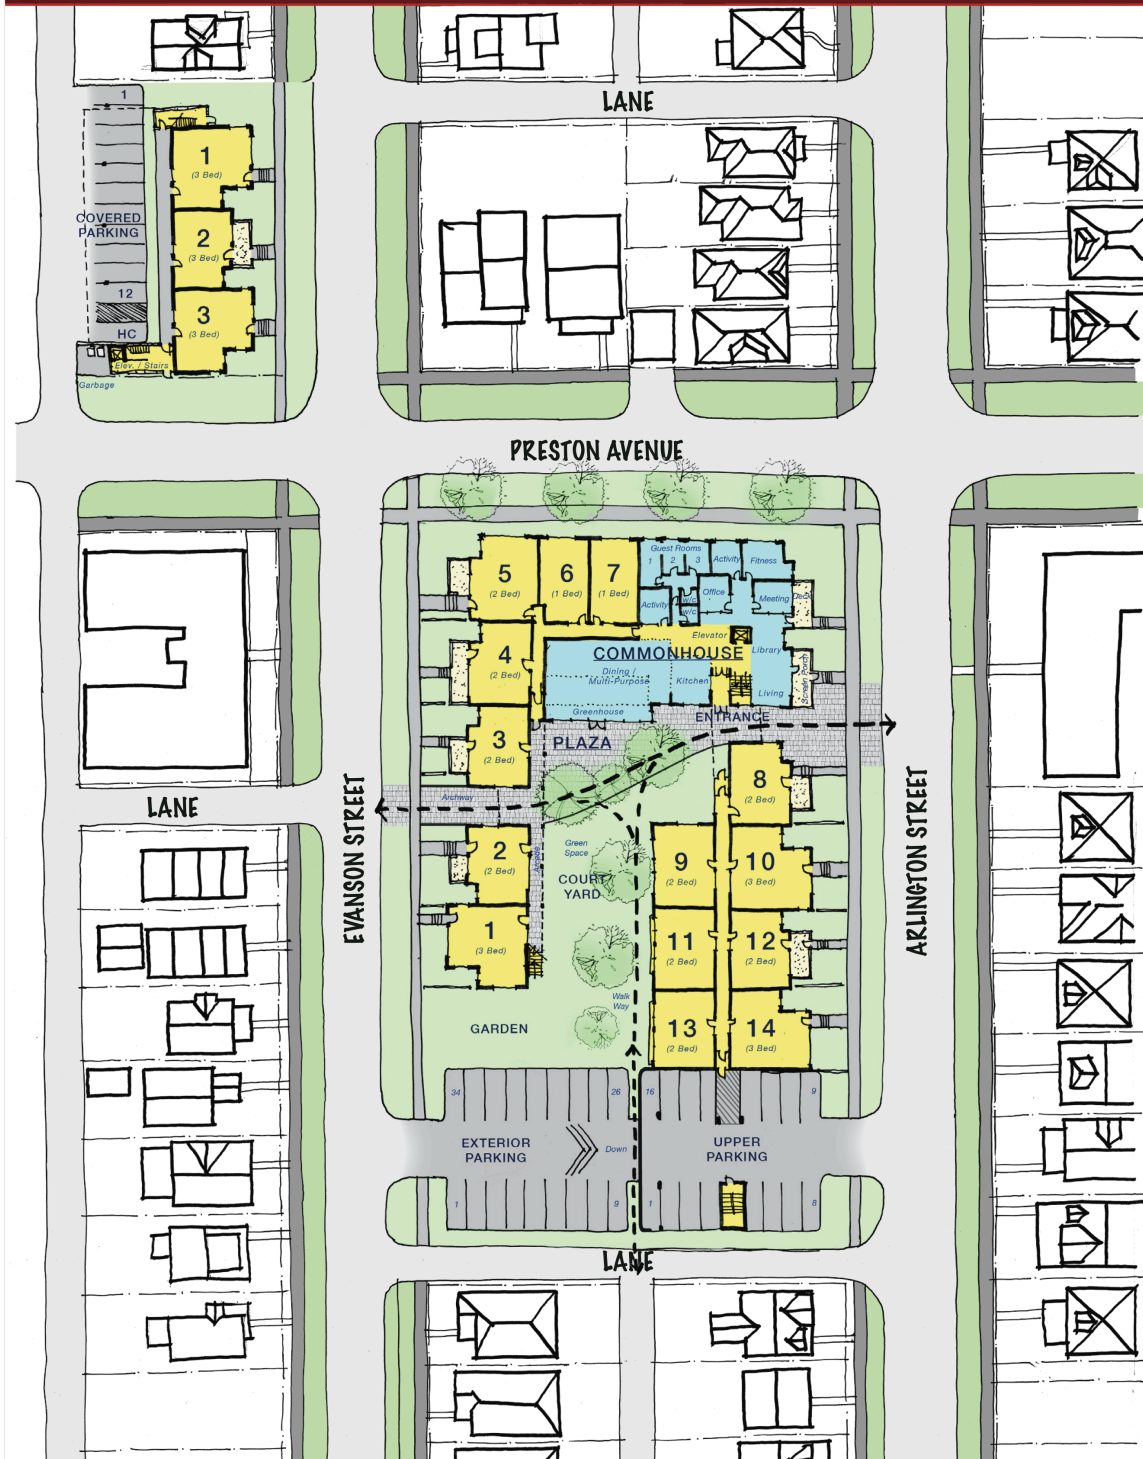 LANE
1
1
(3 Bed)
COVERED
PARKING
2
(3 Bed)
12
3
(3 Bed)
HC
Elev. / Stairs
Garbage
PRESTON AVENUE
5
(2 Bed)
6
(1 Bed)
7
(1 Bed)
Guest Rooms
1 2 3
Activity
Fitness
Activity
w/c
w/c
Office
Meeting
Deck
Elevator
4
(2 Bed)
COMMONHOUSE
Library
Dining /
Multi-Purpose
Kitchen
Screen Porch
Living
Greenhouse
ENTRANCE
3
(2 Bed)
PLAZA
8
(2 Bed)
Archway
LANE
EVANSON STREET
ARLINGTON STREET
2
(2 Bed)
Green
Space
COURT
YARD
9
(2 Bed)
10
(3 Bed)
1
(3 Bed)
11
(2 Bed)
12
(2 Bed)
Walk
Way
GARDEN
13
(2 Bed)
14
(3 Bed)
34
26
16
9
EXTERIOR
PARKING
Down
UPPER
PARKING
1
9
1
8
LANE